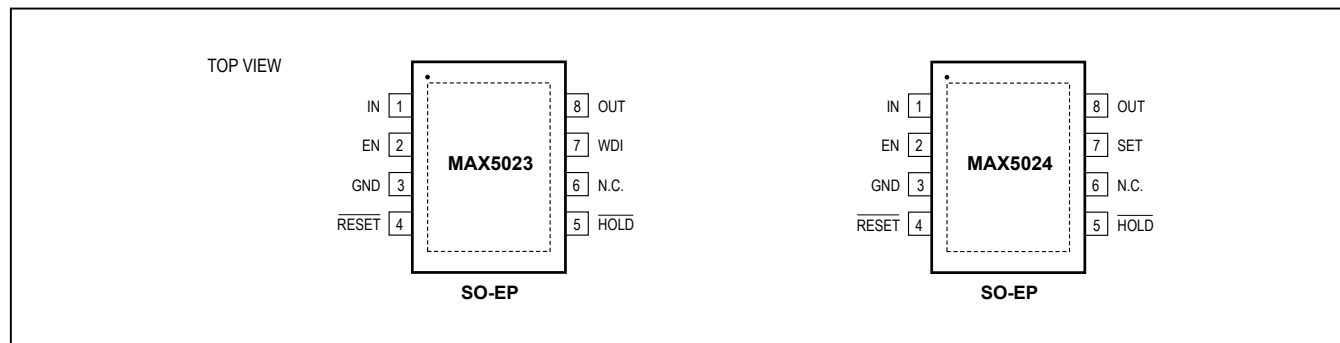 TOP VIEW
IN 1
EN 2
GND 3
RESET 4
MAX5023
8 OUT
7 WDI
6 N.C.
5 HOLD
SO-EP
IN 1
EN 2
GND 3
RESET 4
MAX5024
8 OUT
7 SET
6 N.C.
5 HOLD
SO-EP